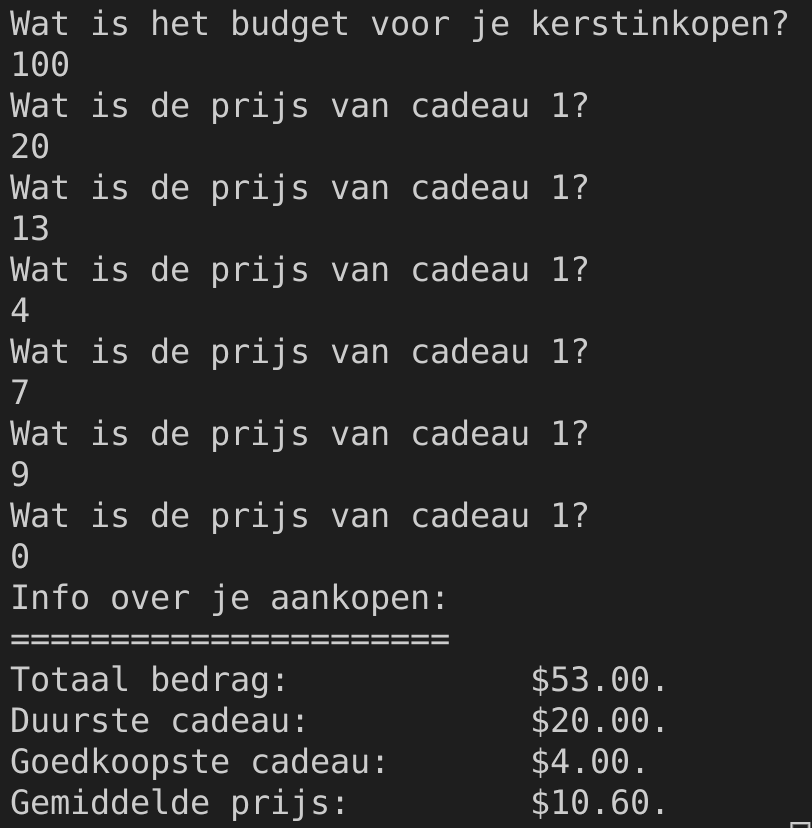 Wat is het budget voor je kerstinkopen?
100
Wat is de prijs van cadeau 1?
20
Wat is de prijs van cadeau 1?
13
Wat is de prijs van cadeau 1?
4
Wat is de prijs van cadeau 1?
7
Wat is de prijs van cadeau 1?
9
Wat is de prijs van cadeau 1?
0
Info over je aankopen:
======================
Totaal bedrag:            $53.00.
Duurste cadeau:           $20.00.
Goedkoopste cadeau:       $4.00.
Gemiddelde prijs:         $10.60.